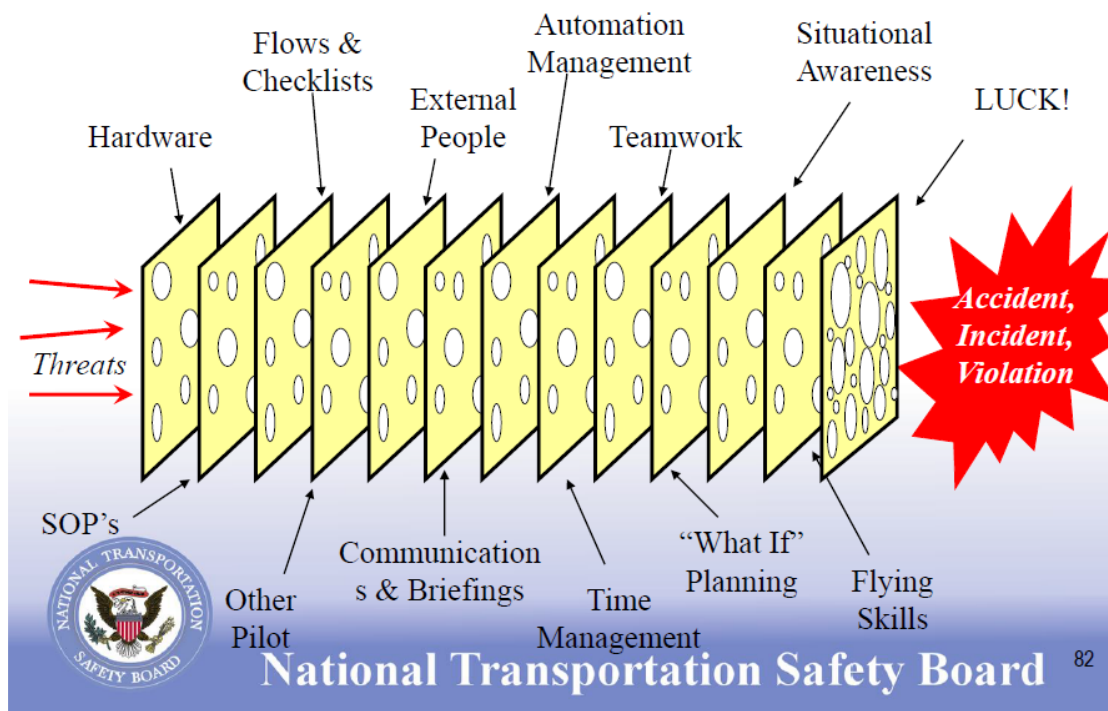 Flows &
Checklists
Automation
Management
Situational
Awareness
External
People
LUCK!
Hardware
Teamwork
Threats
Accident,
Incident,
Violation
SOP's
Communication
s & Briefings
"What If"
Planning
Other
Pilot
Time
Management
Flying
Skills
NATIONAL TRANSPORTATION
SAFETY BOARD
National Transportation Safety Board
82